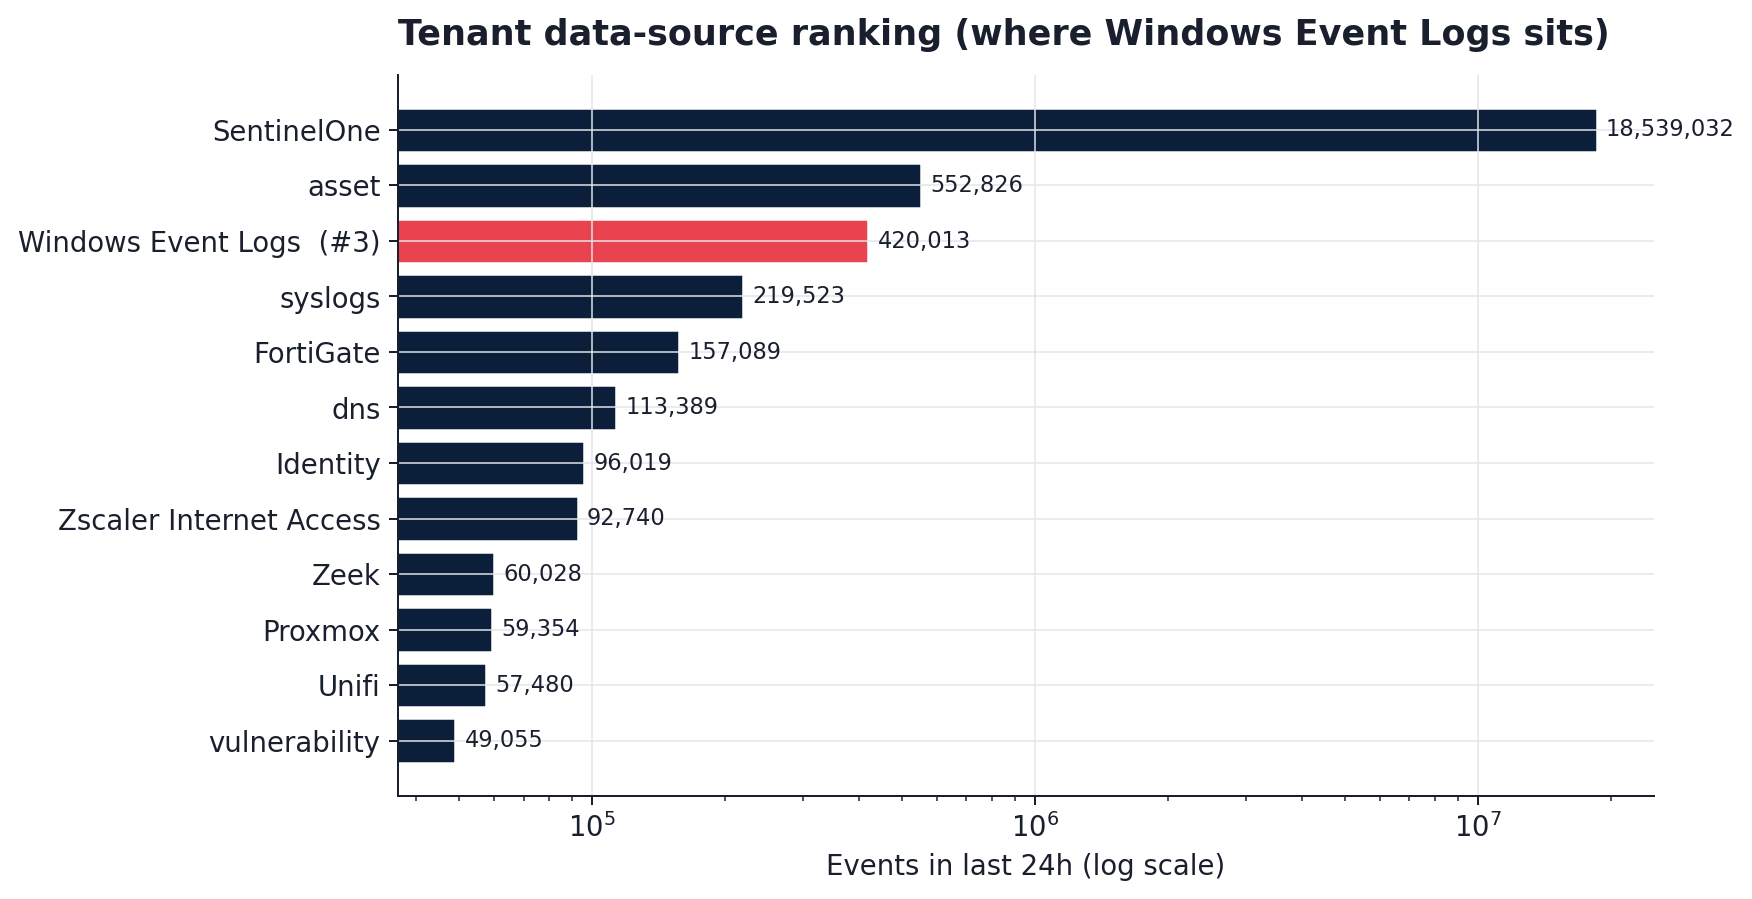 Tenant data-source ranking (where Windows Event Logs sits)
SentinelOne 18,539,032
asset 552,826
Windows Event Logs (#3) 420,013
syslogs 219,523
FortiGate 157,089
dns 113,389
Identity 96,019
Zscaler Internet Access 92,740
Zeek 60,028
Proxmox 59,354
Unifi 57,480
vulnerability 49,055
10⁵ 10⁶ 10⁷
Events in last 24h (log scale)